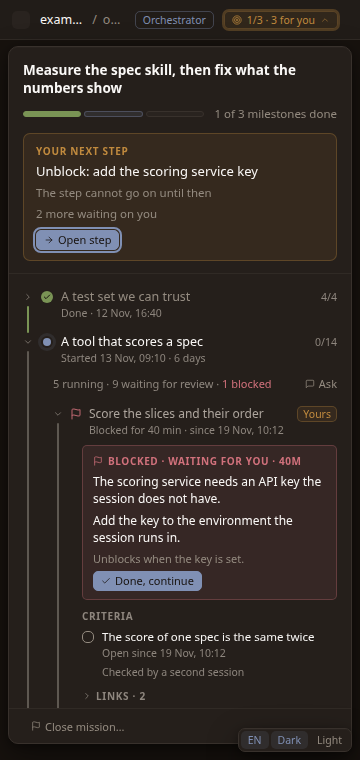 exam... / o... Orchestrator 1/3 · 3 for you
Measure the spec skill, then fix what the
numbers show
1 of 3 milestones done
YOUR NEXT STEP
Unblock: add the scoring service key
The step cannot go on until then
2 more waiting on you
Open step
A test set we can trust 4/4
Done · 12 Nov, 16:40
A tool that scores a spec 0/14
Started 13 Nov, 09:10 · 6 days
5 running · 9 waiting for review · 1 blocked Ask
Score the slices and their order Yours
Blocked for 40 min · since 19 Nov, 10:12
BLOCKED · WAITING FOR YOU · 40M
The scoring service needs an API key the
session does not have.
Add the key to the environment the
session runs in.
Unblocks when the key is set.
Done, continue
CRITERIA
The score of one spec is the same twice
Open since 19 Nov, 10:12
Checked by a second session
LINKS · 2
Close mission...
EN Dark Light